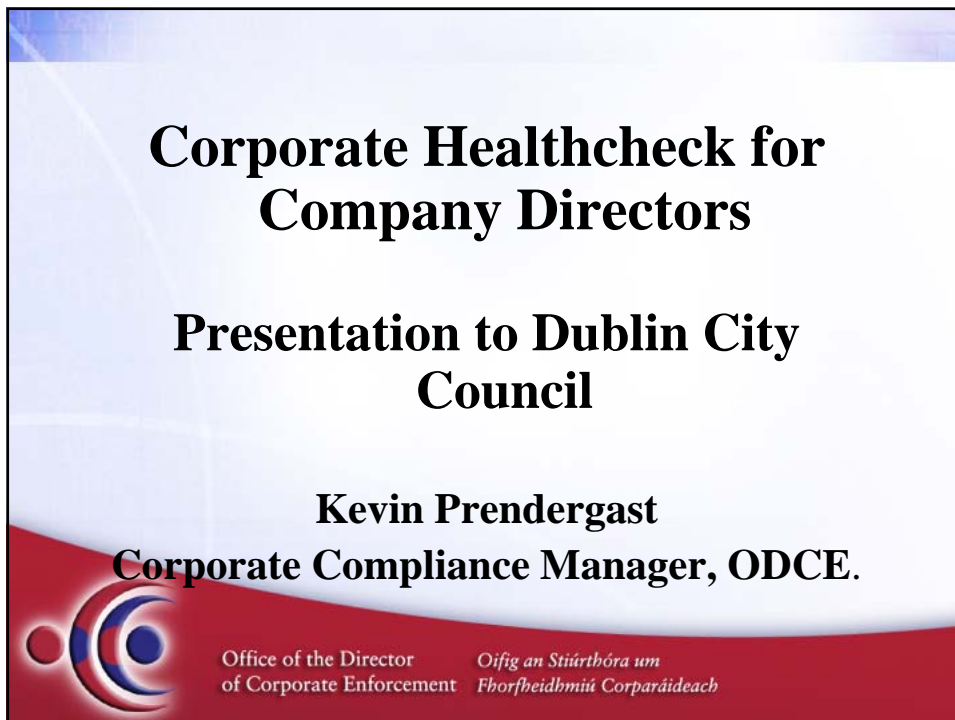 Corporate Healthcheck for
Company Directors
Presentation to Dublin City
Council
Kevin Prendergast
Corporate Compliance Manager, ODCE.
Office of the Director
of Corporate Enforcement
Oifig an Stiúrthóra um
Fhorfheidhmiú Corparáideach